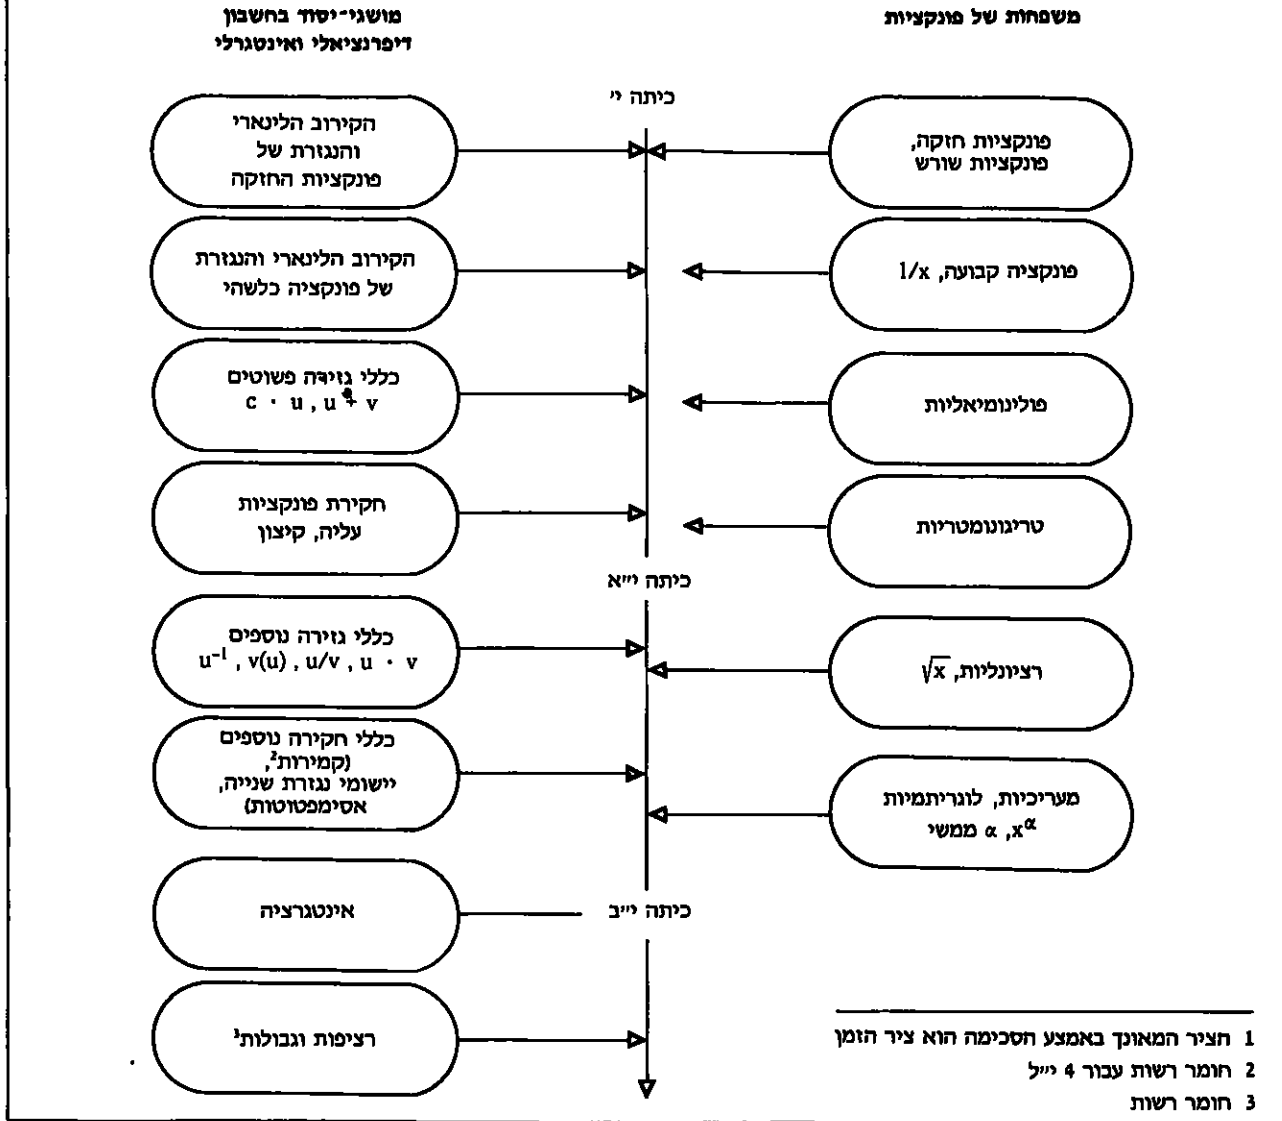 משפחות של פונקציות
מושגי־יסוד בחשבון
דיפרנציאלי ואינטגרלי
כיתה י'
פונקציות חזקה,
פונקציות שורש
הקירוב הלינארי
והנגזרת של
פונקציות החזקה
פונקציה קבועה, 1/x
הקירוב הלינארי והנגזרת
של פונקציה כלשהי
פולינומיאליות
כללי גזירה פשוטים
c · u , u + v
טריגונומטריות
חקירת פונקציות
עליה, קיצון
כיתה י״א
רציונליות, √x
כללי גזירה נוספים
u⁻¹ , v(u) , u/v , u · v
מעריכיות, לוגריתמיות
x^α, α ממשי
כללי חקירה נוספים
(קמירות²,
יישומי נגזרת שנייה,
אסימפטוטות)
כיתה י״ב
אינטגרציה
רציפות וגבולות³
1 הציר המאונך באמצע הסכימה הוא ציר הזמן
2 חומר רשות עבור 4 י״ל
3 חומר רשות